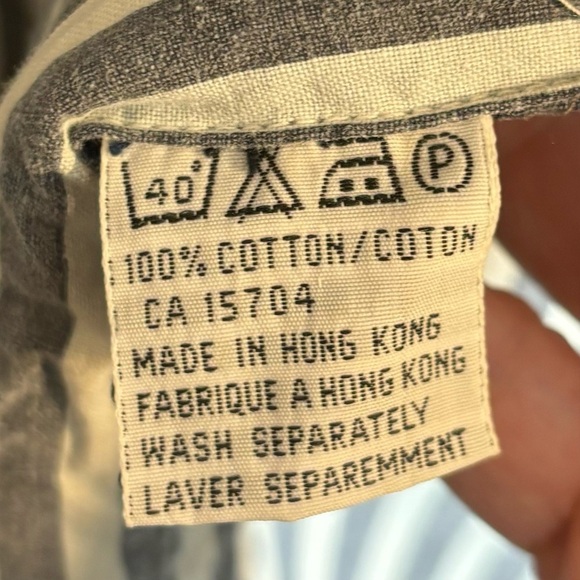 40°
P
100% COTTON/COTON
CA 15704
MADE IN HONG KONG
FABRIQUE A HONG KONG
WASH SEPARATELY
LAVER SEPAREMMENT